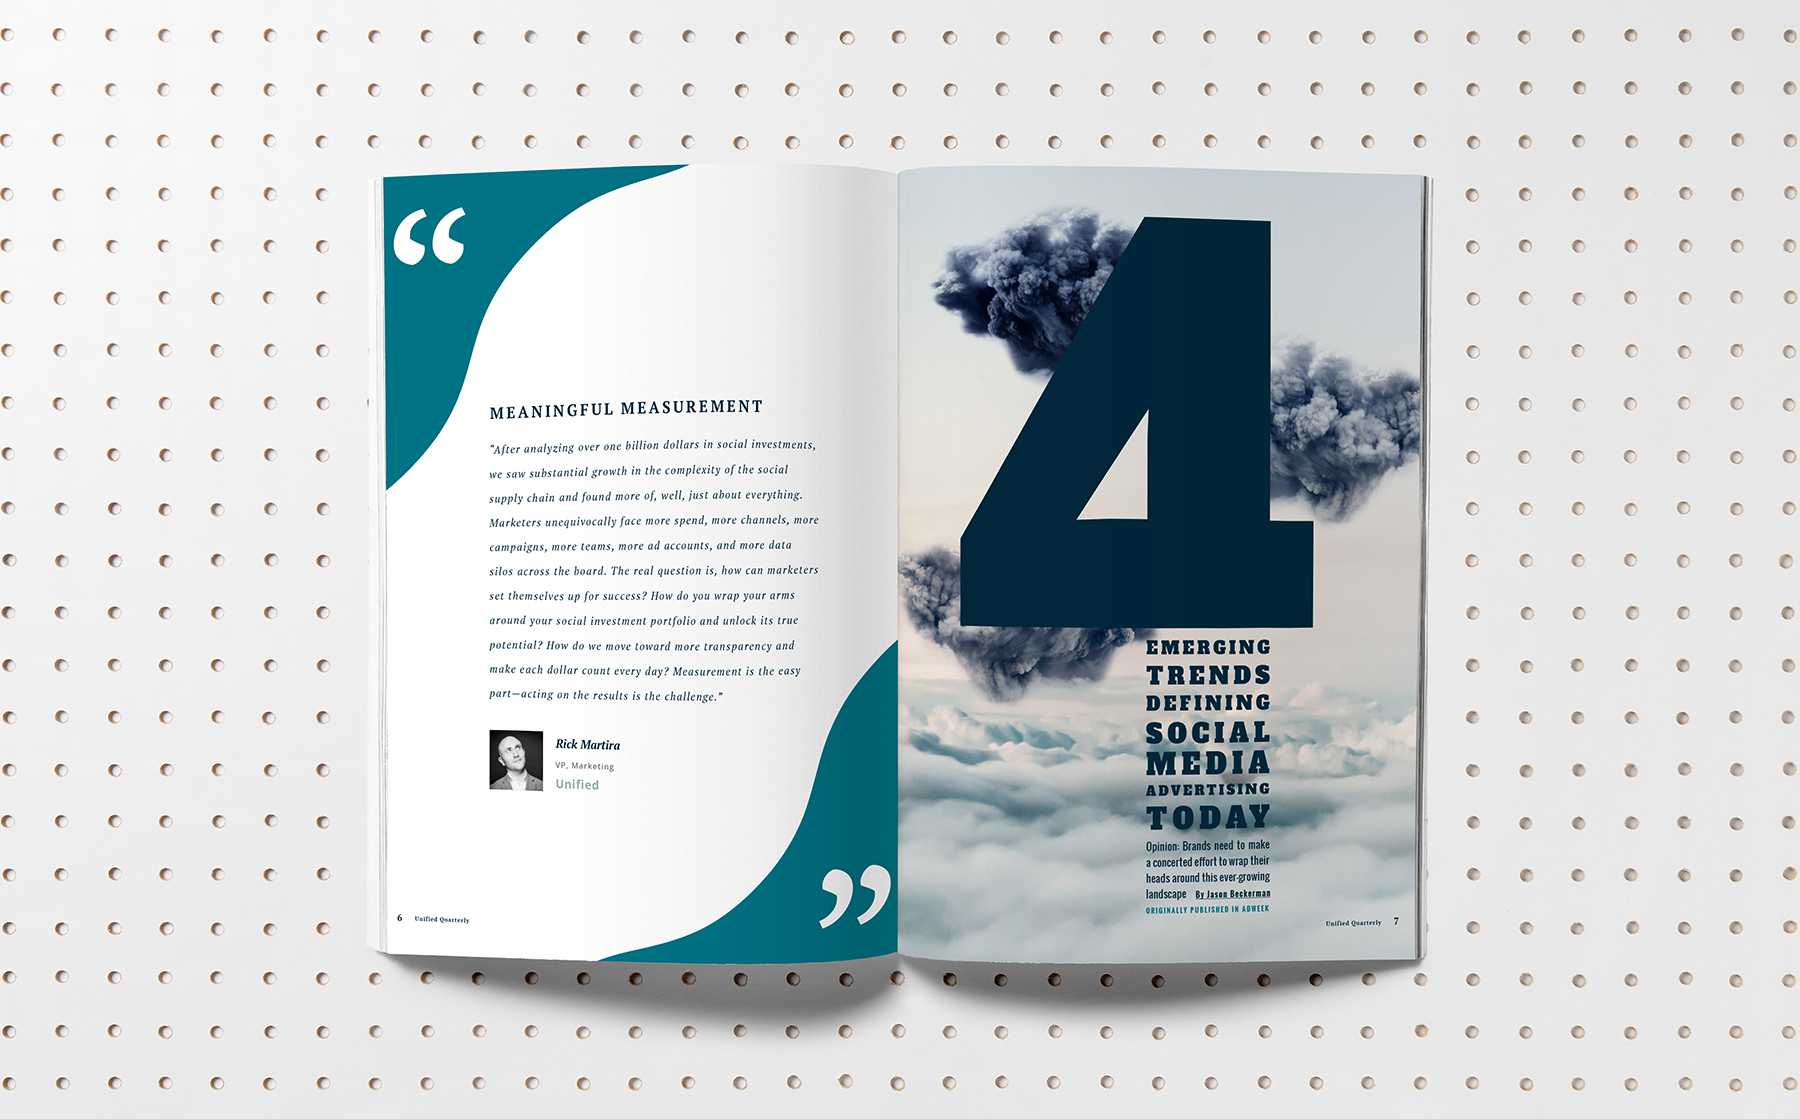 “
MEANINGFUL MEASUREMENT
“After analyzing over one billion dollars in social investments,
we saw substantial growth in the complexity of the social
supply chain and found more of, well, just about everything.
Marketers unequivocally face more spend, more channels, more
campaigns, more teams, more ad accounts, and more data
silos across the board. The real question is, how can marketers
set themselves up for success? How do you wrap your arms
around your social investment portfolio and unlock its true
potential? How do we move toward more transparency and
make each dollar count every day? Measurement is the easy
part—acting on the results is the challenge.”
Rick Martira
VP, Marketing
Unified
”
6 Unified Quarterly
4
EMERGING
TRENDS
DEFINING
SOCIAL
MEDIA
ADVERTISING
TODAY
Opinion: Brands need to make
a concerted effort to wrap their
heads around this ever-growing
landscape By Jason Beckerman
ORIGINALLY PUBLISHED IN ADWEEK
Unified Quarterly 7